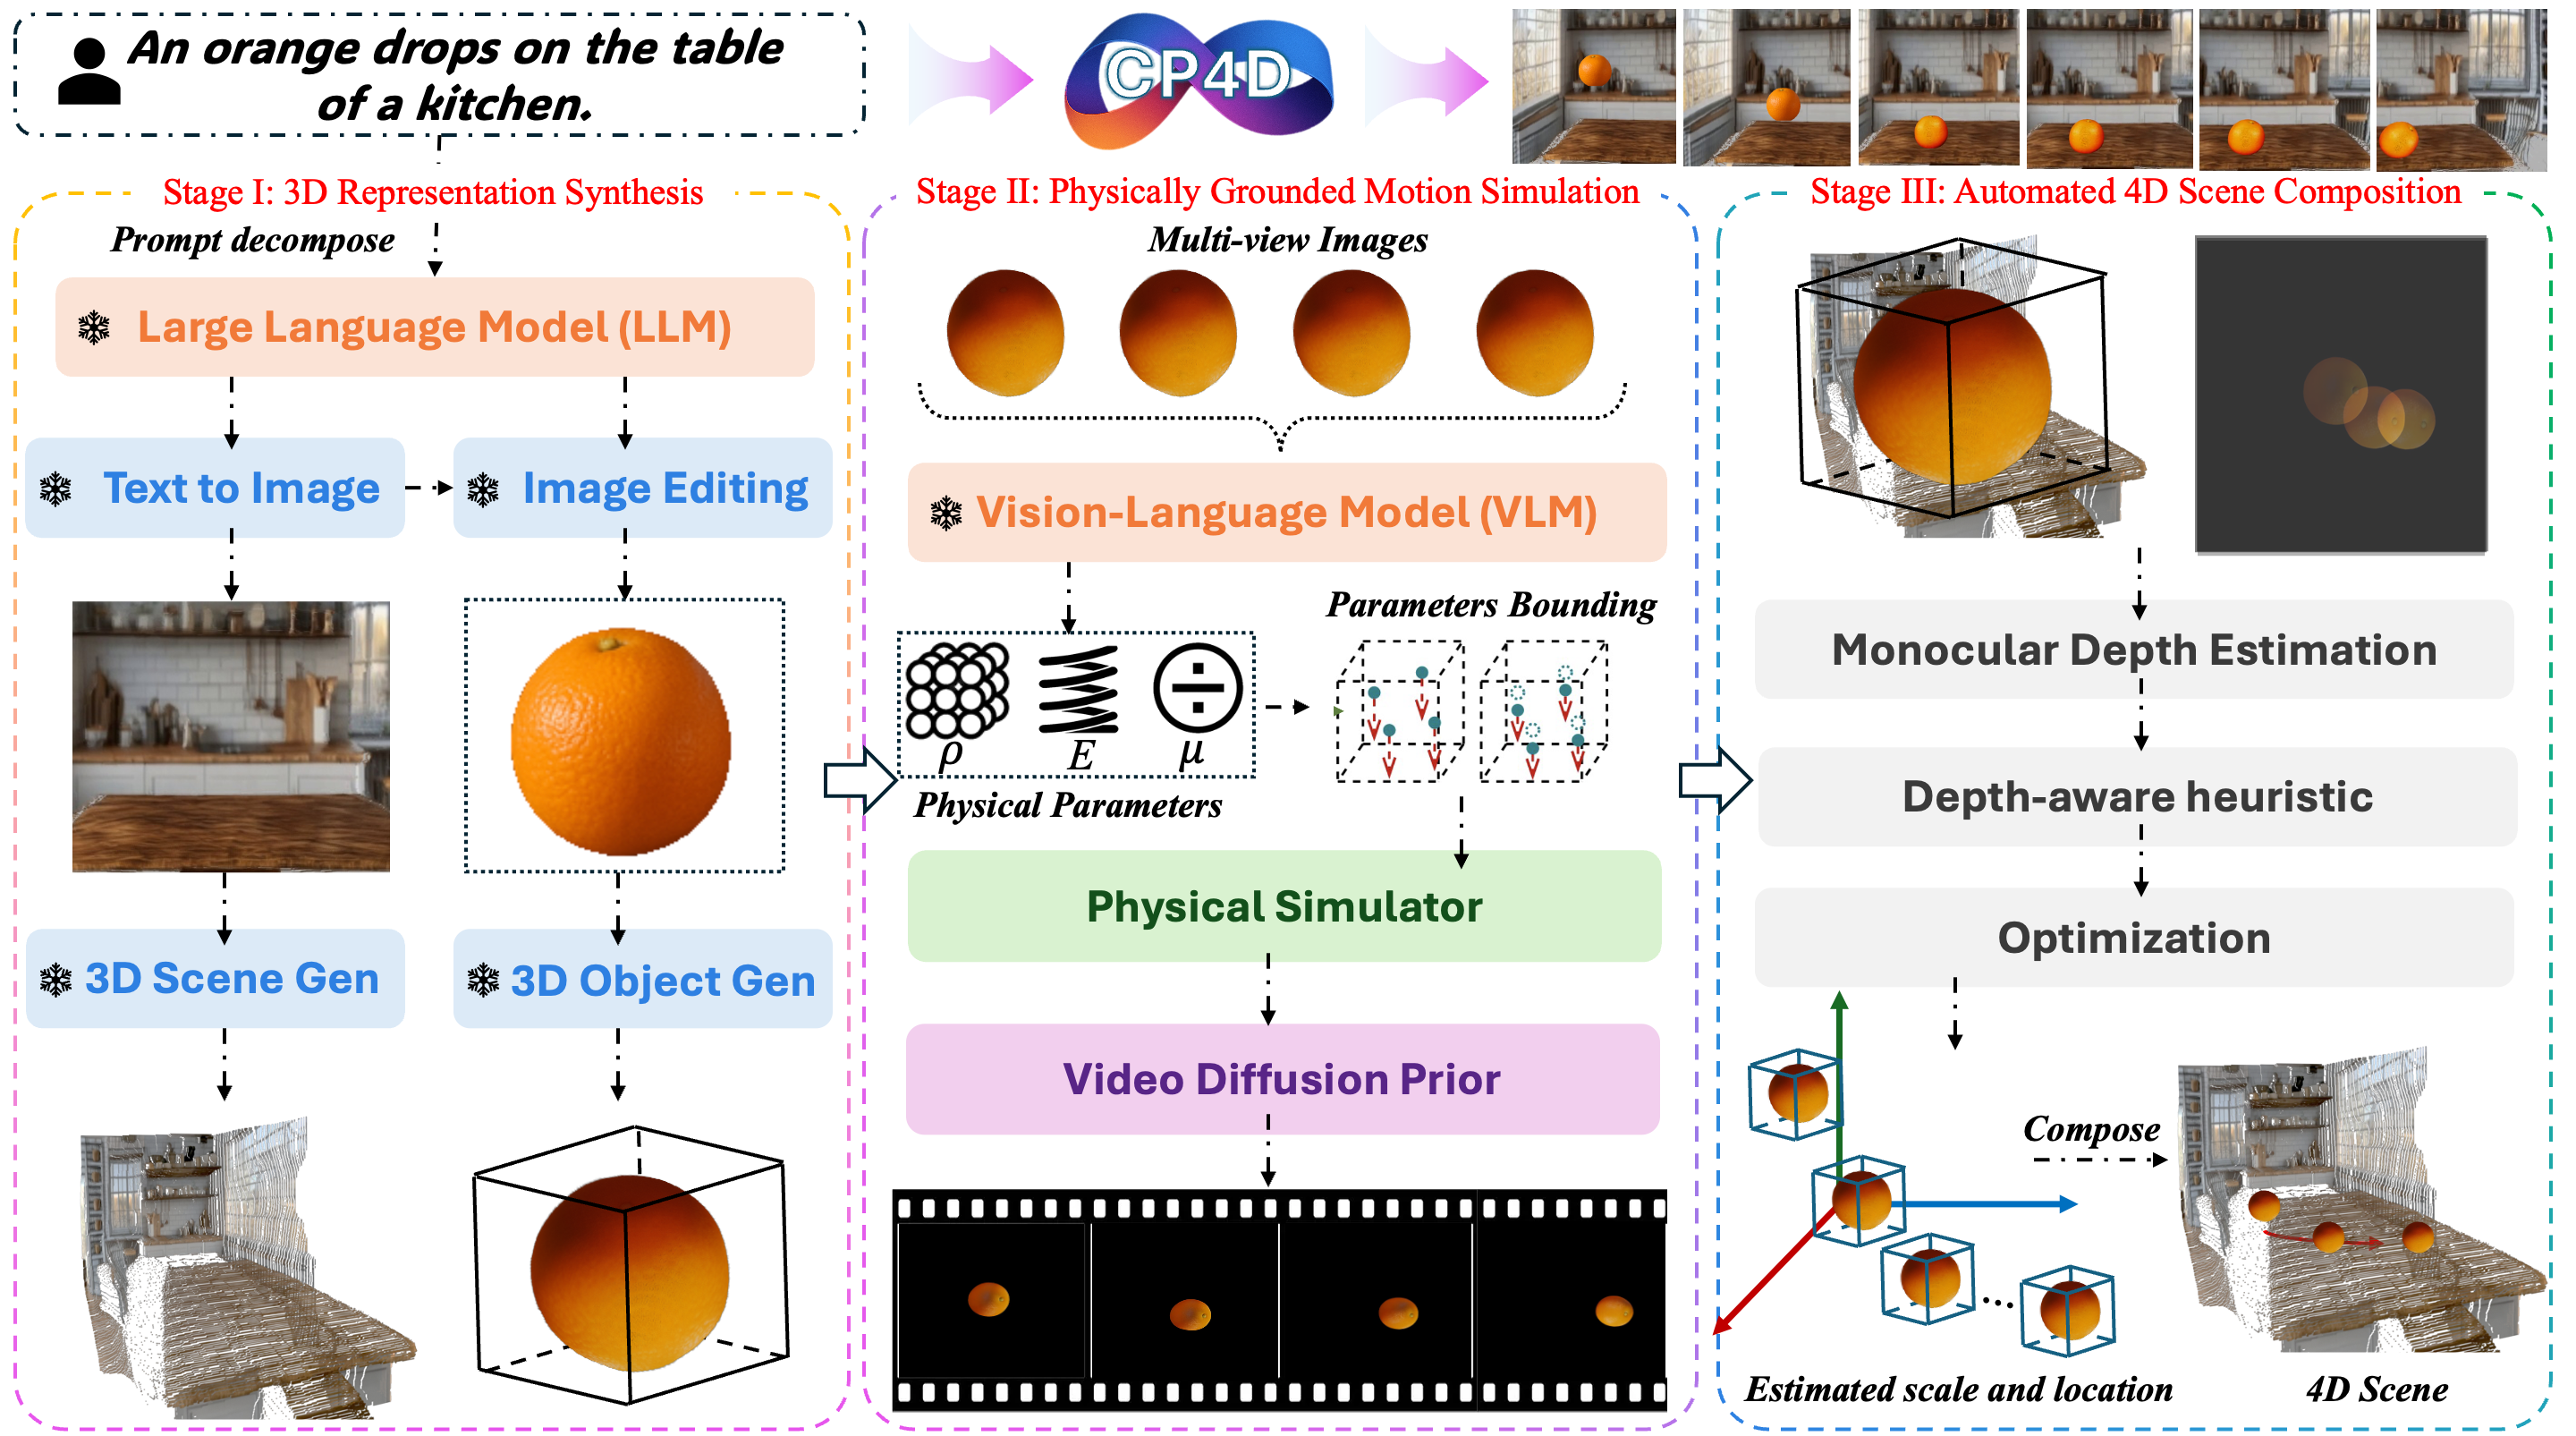 An orange drops on the table
of a kitchen.
CP4D
Stage I: 3D Representation Synthesis
Prompt decompose
Large Language Model (LLM)
Text to Image
Image Editing
3D Scene Gen
3D Object Gen
Stage II: Physically Grounded Motion Simulation
Multi-view Images
Vision-Language Model (VLM)
Parameters Bounding
ρ
E
μ
Physical Parameters
Physical Simulator
Video Diffusion Prior
Stage III: Automated 4D Scene Composition
Monocular Depth Estimation
Depth-aware heuristic
Optimization
Compose
Estimated scale and location
4D Scene